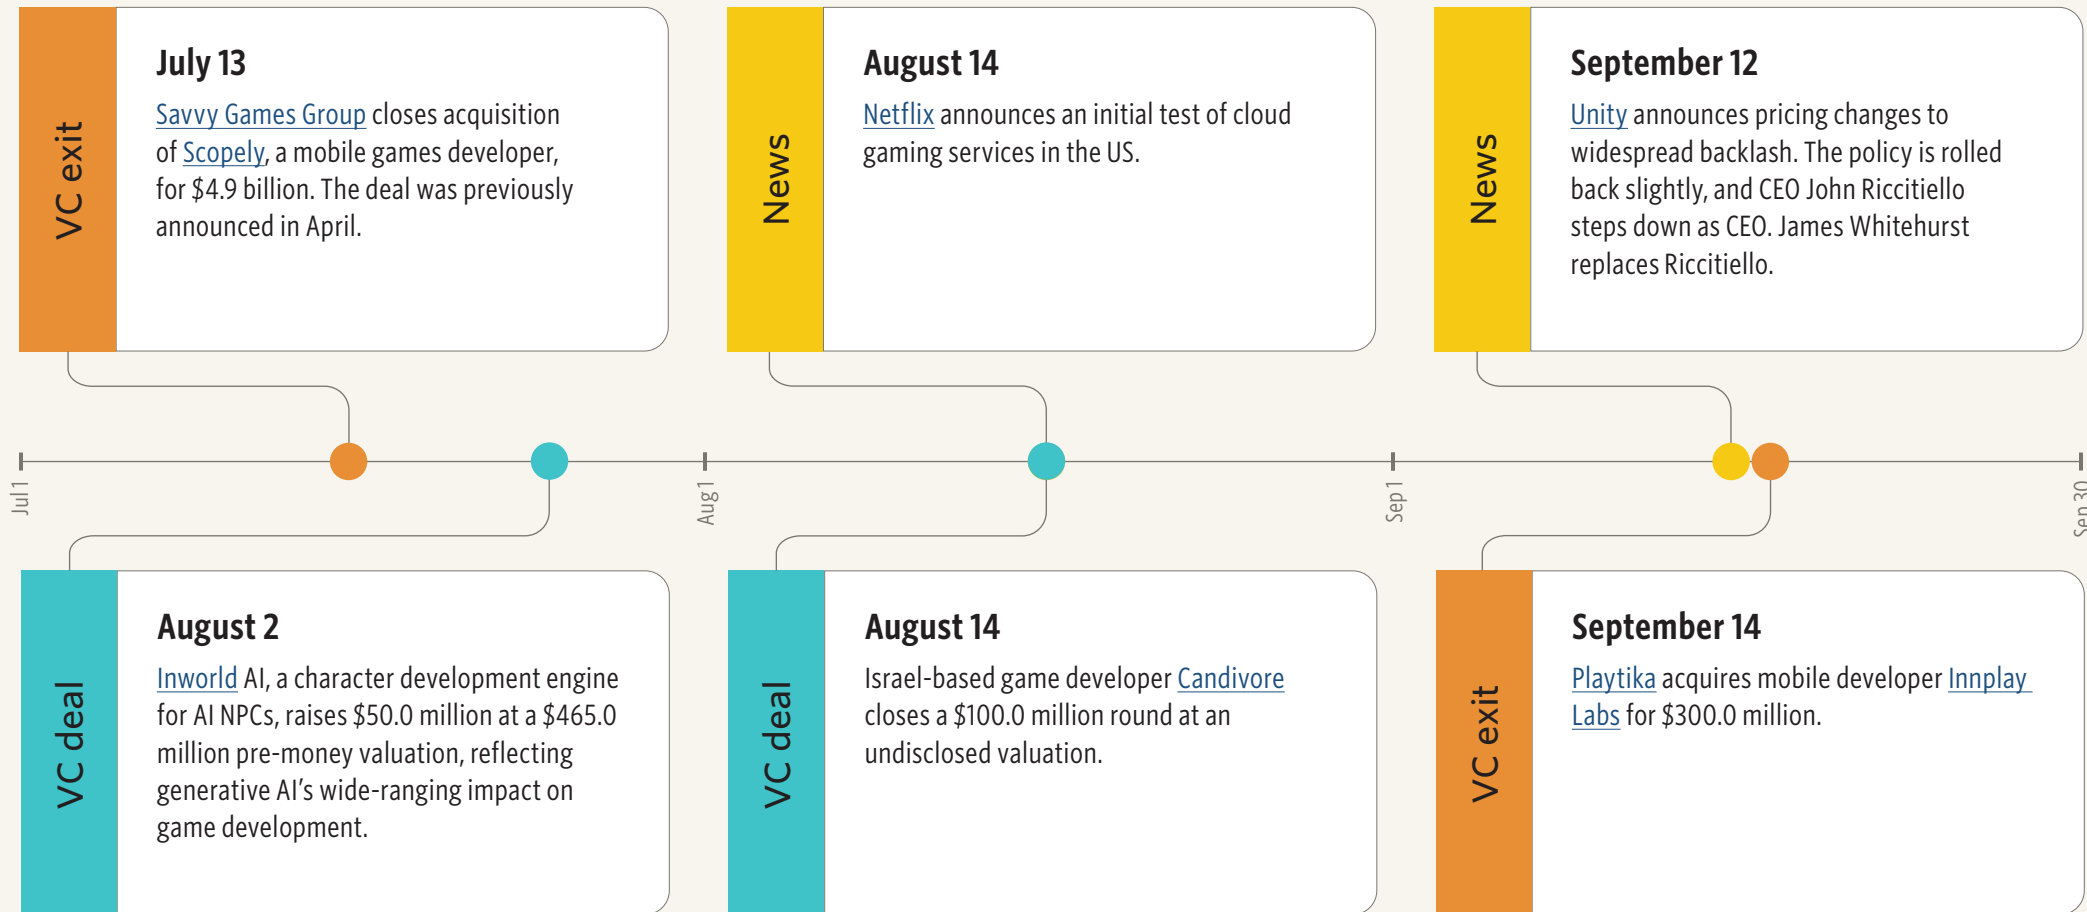 VC exit
July 13
Savvy Games Group closes acquisition
of Scopely, a mobile games developer,
for $4.9 billion. The deal was previously
announced in April.
News
August 14
Netflix announces an initial test of cloud
gaming services in the US.
News
September 12
Unity announces pricing changes to
widespread backlash. The policy is rolled
back slightly, and CEO John Riccitiello
steps down as CEO. James Whitehurst
replaces Riccitiello.
Jul 1
Aug 1
Sep 1
Sep 30
VC deal
August 2
Inworld AI, a character development engine
for AI NPCs, raises $50.0 million at a $465.0
million pre-money valuation, reflecting
generative AI’s wide-ranging impact on
game development.
VC deal
August 14
Israel-based game developer Candivore
closes a $100.0 million round at an
undisclosed valuation.
VC exit
September 14
Playtika acquires mobile developer Innplay
Labs for $300.0 million.